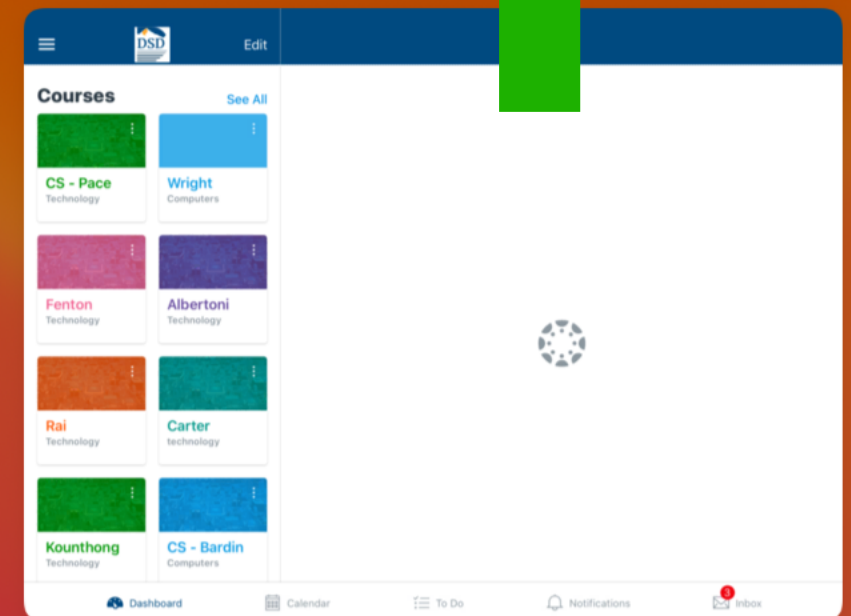 DSD
Edit
Courses
See All
CS - Pace
Technology
Wright
Computers
Fenton
Technology
Albertoni
Technology
Rai
Technology
Carter
technology
Kounthong
Technology
CS - Bardin
Computers
Dashboard
Calendar
To Do
Notifications
3
Inbox